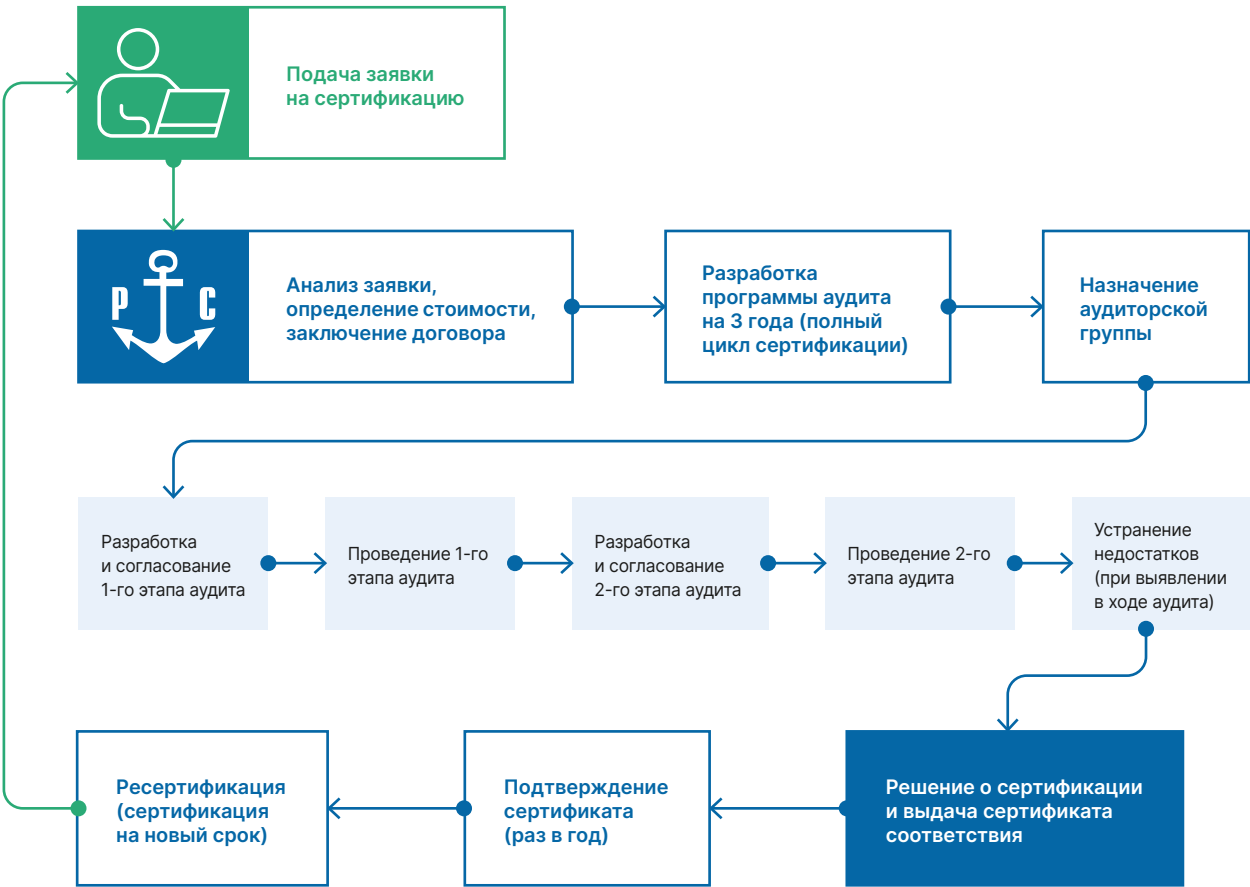 Подача заявки
на сертификацию
Р С
Анализ заявки,
определение стоимости,
заключение договора
Разработка
программы аудита
на 3 года (полный
цикл сертификации)
Назначение
аудиторской
группы
Разработка
и согласование
1-го этапа аудита
Проведение 1-го
этапа аудита
Разработка
и согласование
2-го этапа аудита
Проведение 2-го
этапа аудита
Устранение
недостатков
(при выявлении
в ходе аудита)
Ресертификация
(сертификация
на новый срок)
Подтверждение
сертификата
(раз в год)
Решение о сертификации
и выдача сертификата
соответствия